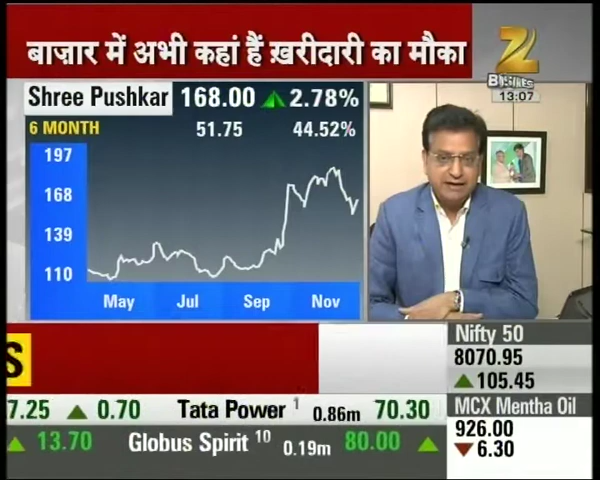 बाज़ार में अभी कहां हैं ख़रीदारी का मौका
Z
BUSINESS
13:07
Shree Pushkar 168.00 ▲ 2.78%
6 MONTH 51.75 44.52%
197
168
139
110
May Jul Sep Nov
S
Nifty 50
8070.95
▲ 105.45
7.25 ▲ 0.70 Tata Power 1 0.86m 70.30
MCX Mentha Oil
926.00
▼ 6.30
▲ 13.70 Globus Spirit 10 0.19m 80.00 ▲